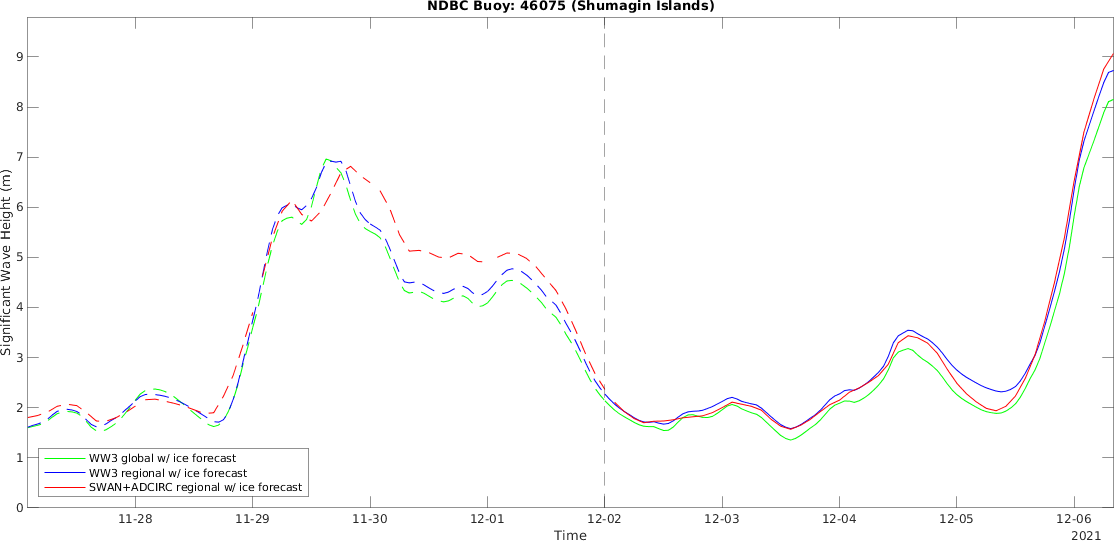 NDBC Buoy: 46075 (Shumagin Islands)
Significant Wave Height (m)
9
8
7
6
5
4
3
2
1
0
WW3 global w/ ice forecast
WW3 regional w/ ice forecast
SWAN+ADCIRC regional w/ ice forecast
11-28 11-29 11-30 12-01 12-02 12-03 12-04 12-05 12-06
Time
2021